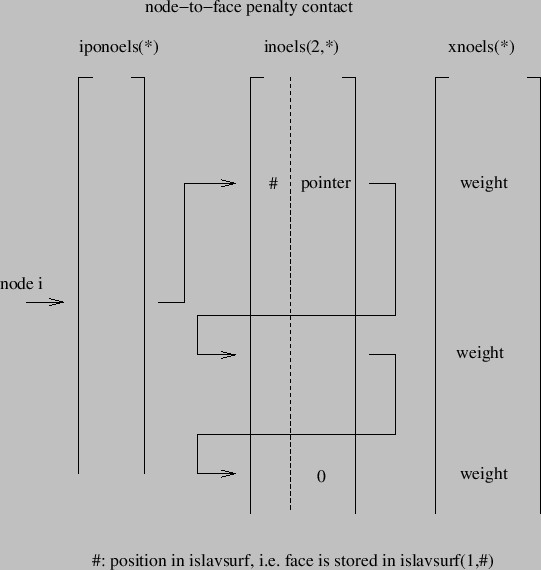 node−to−face penalty contact
iponoels(*) inoels(2,*) xnoels(*)
# pointer weight
node i
weight
0 weight
#: position in islavsurf, i.e. face is stored in islavsurf(1,#)